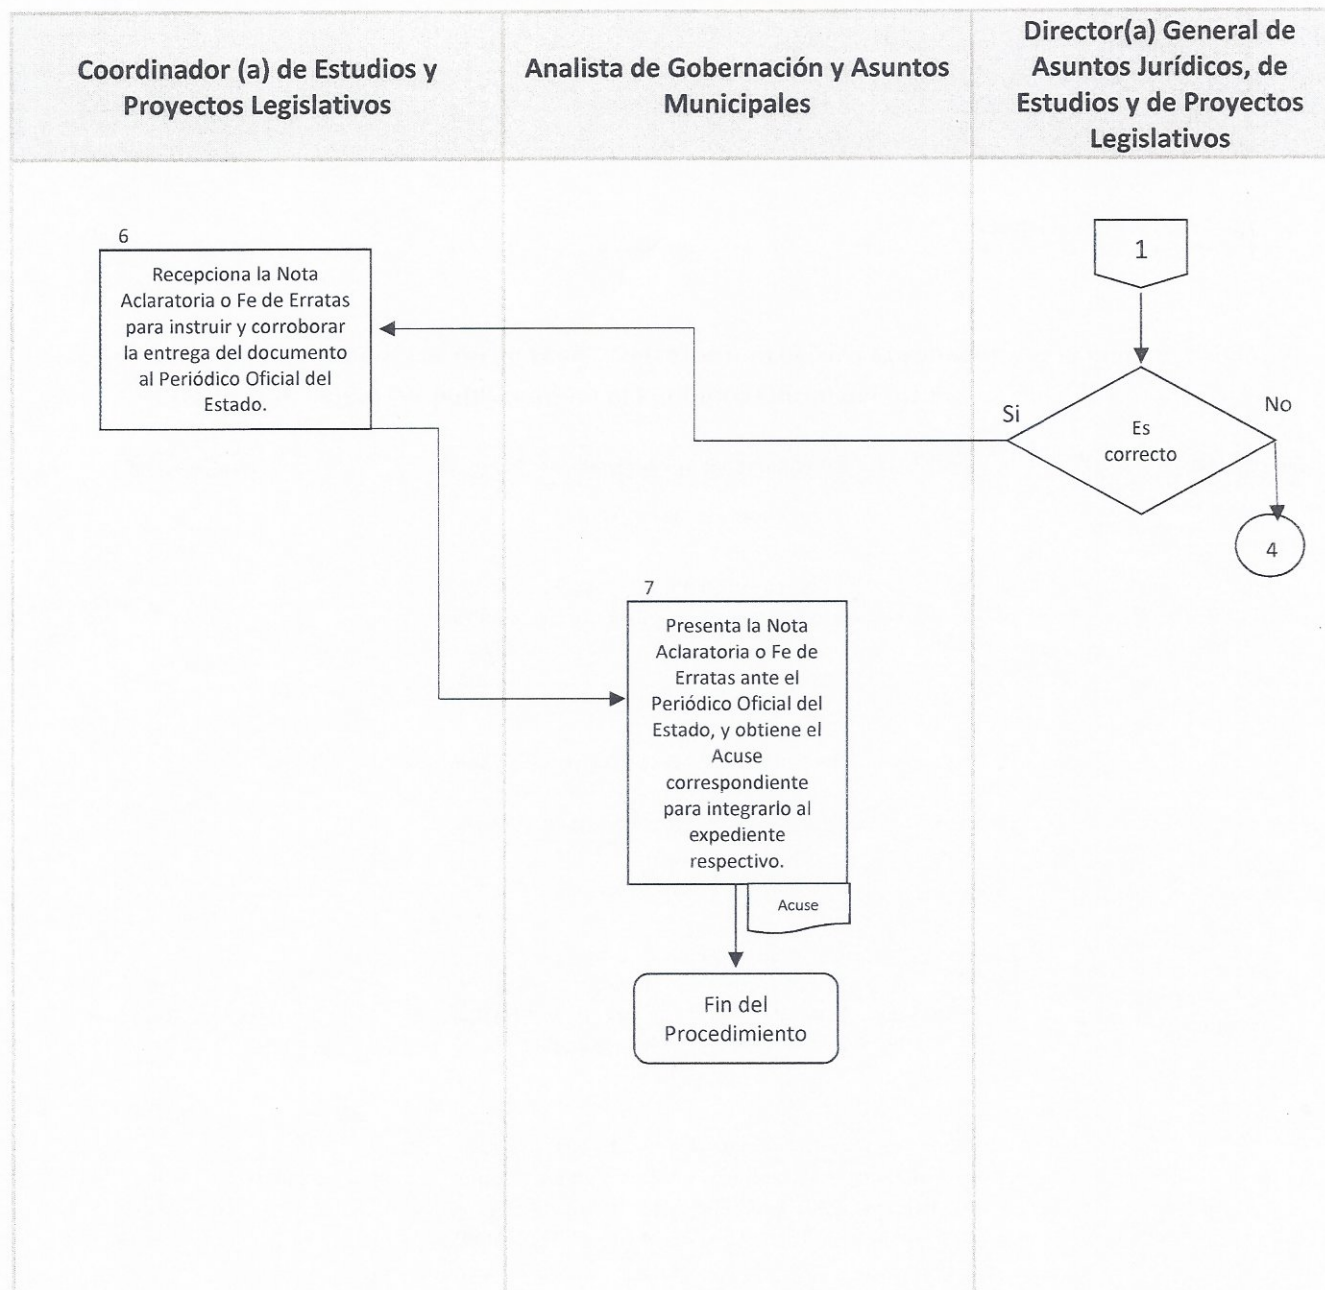 Coordinador (a) de Estudios y
Proyectos Legislativos
Analista de Gobernación y Asuntos
Municipales
Director(a) General de
Asuntos Jurídicos, de
Estudios y de Proyectos
Legislativos
1
6
Recepciona la Nota
Aclaratoria o Fe de Erratas
para instruir y corroborar
la entrega del documento
al Periódico Oficial del
Estado.
Si
Es
correcto
No
4
7
Presenta la Nota
Aclaratoria o Fe de
Erratas ante el
Periódico Oficial del
Estado, y obtiene el
Acuse
correspondiente
para integrarlo al
expediente
respectivo.
Acuse
Fin del
Procedimiento